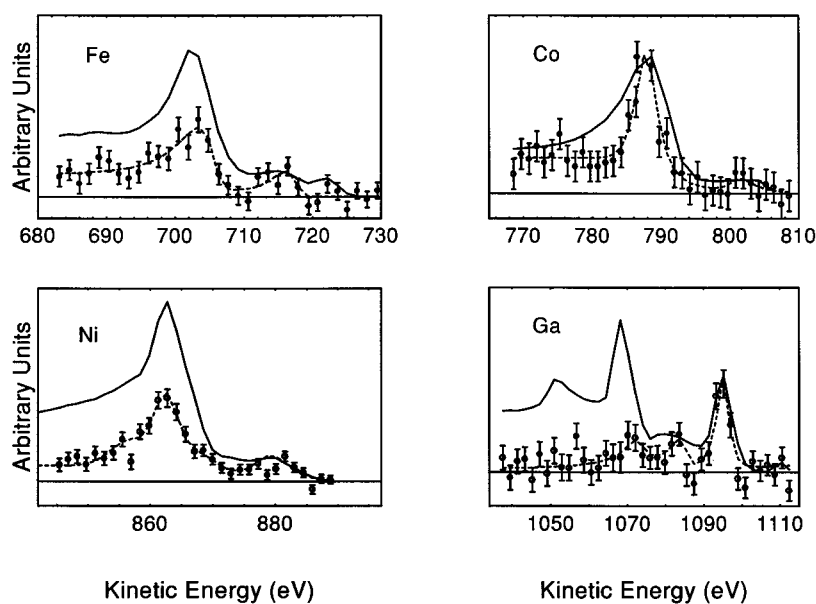 Fe
Co
Arbitrary Units
680 690 700 710 720 730
770 780 790 800 810
Ni
Ga
Arbitrary Units
860 880
1050 1070 1090 1110
Kinetic Energy (eV)
Kinetic Energy (eV)